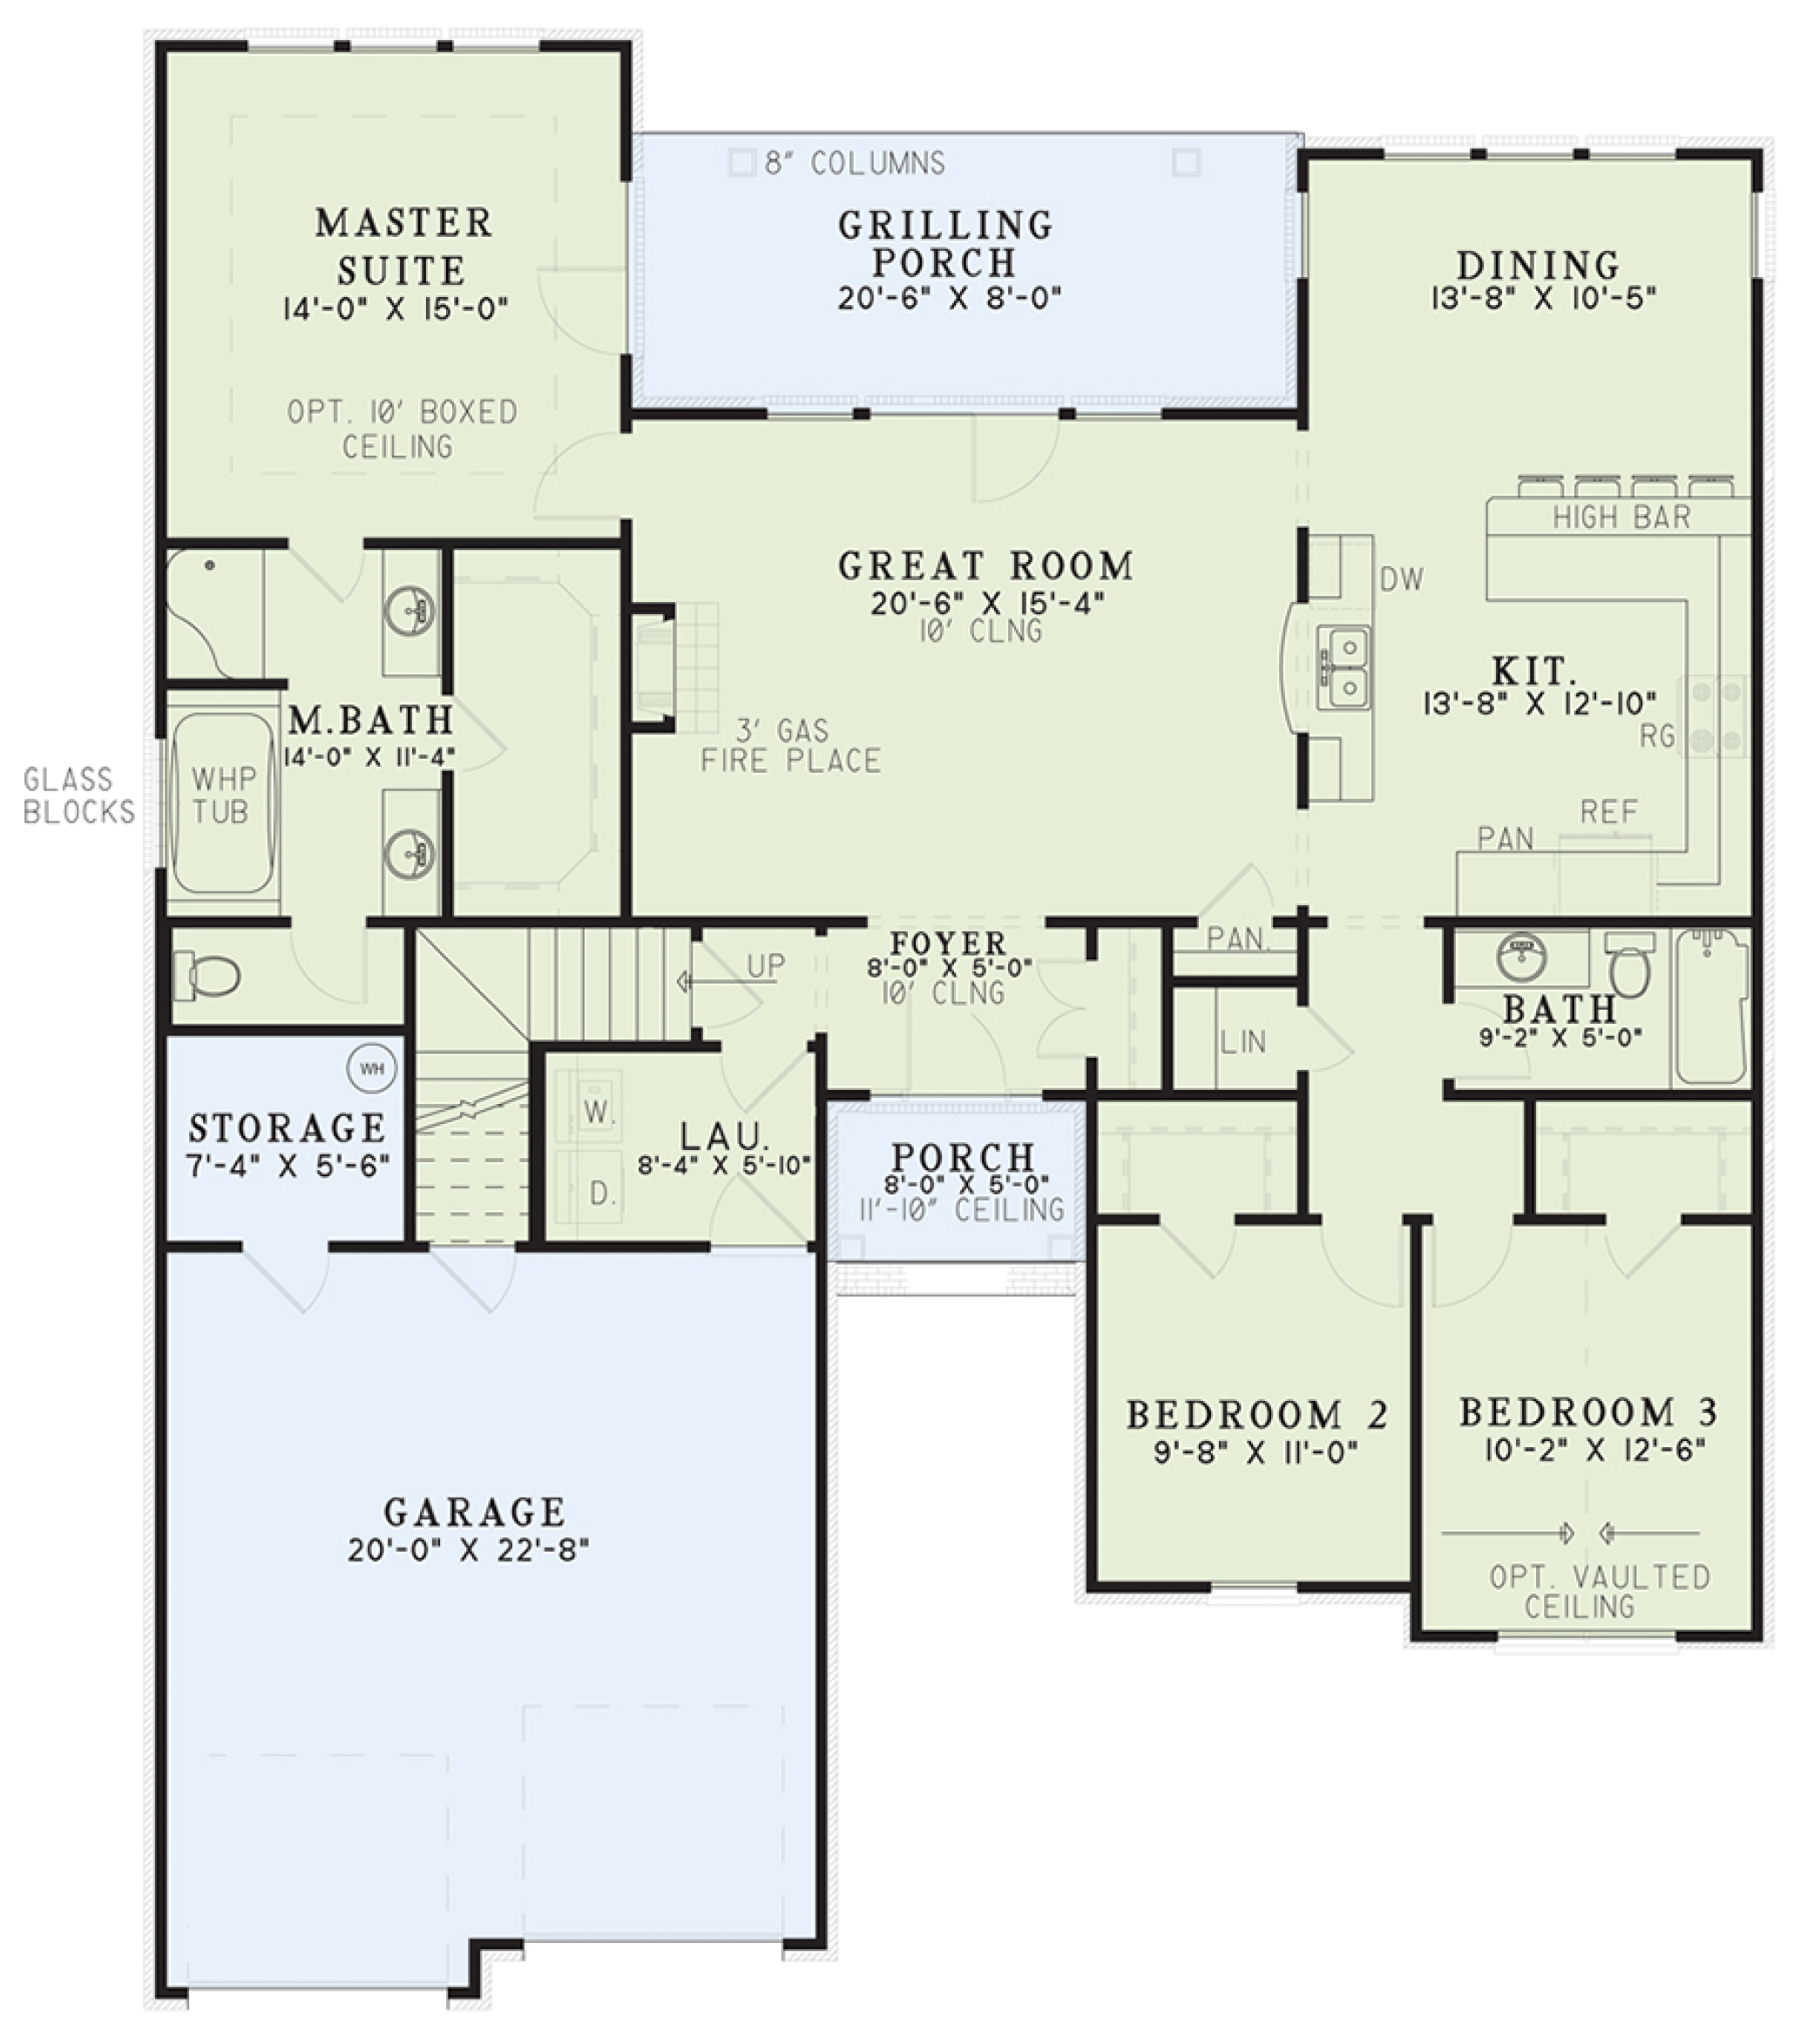 MASTER
SUITE
14'-0" X 15'-0"
OPT. 10' BOXED
CEILING
8" COLUMNS
GRILLING
PORCH
20'-6" X 8'-0"
DINING
13'-8" X 10'-5"
HIGH BAR
GREAT ROOM
20'-6" X 15'-4"
10' CLNG
DW
KIT.
13'-8" X 12'-10"
RG
REF
PAN
3' GAS
FIRE PLACE
M.BATH
14'-0" X 11'-4"
GLASS
BLOCKS
WHP
TUB
UP
FOYER
8'-0" X 5'-0"
10' CLNG
PAN.
LIN
BATH
9'-2" X 5'-0"
WH
STORAGE
7'-4" X 5'-6"
W.
D.
LAU.
8'-4" X 5'-10"
PORCH
8'-0" X 5'-0"
11'-10" CEILING
BEDROOM 2
9'-8" X 11'-0"
BEDROOM 3
10'-2" X 12'-6"
OPT. VAULTED
CEILING
GARAGE
20'-0" X 22'-8"